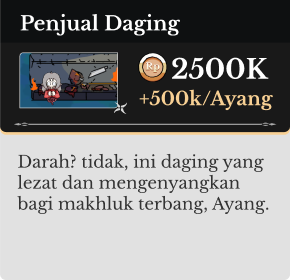 Penjual Daging
Rp 2500K
+500k/Ayang
Darah? tidak, ini daging yang
lezat dan mengenyangkan
bagi makhluk terbang, Ayang.